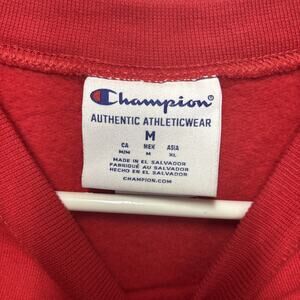 Champion®
AUTHENTIC ATHLETICWEAR
M
CA MEX ASIA
M/M M XL
MADE IN EL SALVADOR
FABRIQUÉ AU SALVADOR
HECHO EN EL SALVADOR
CHAMPION.COM